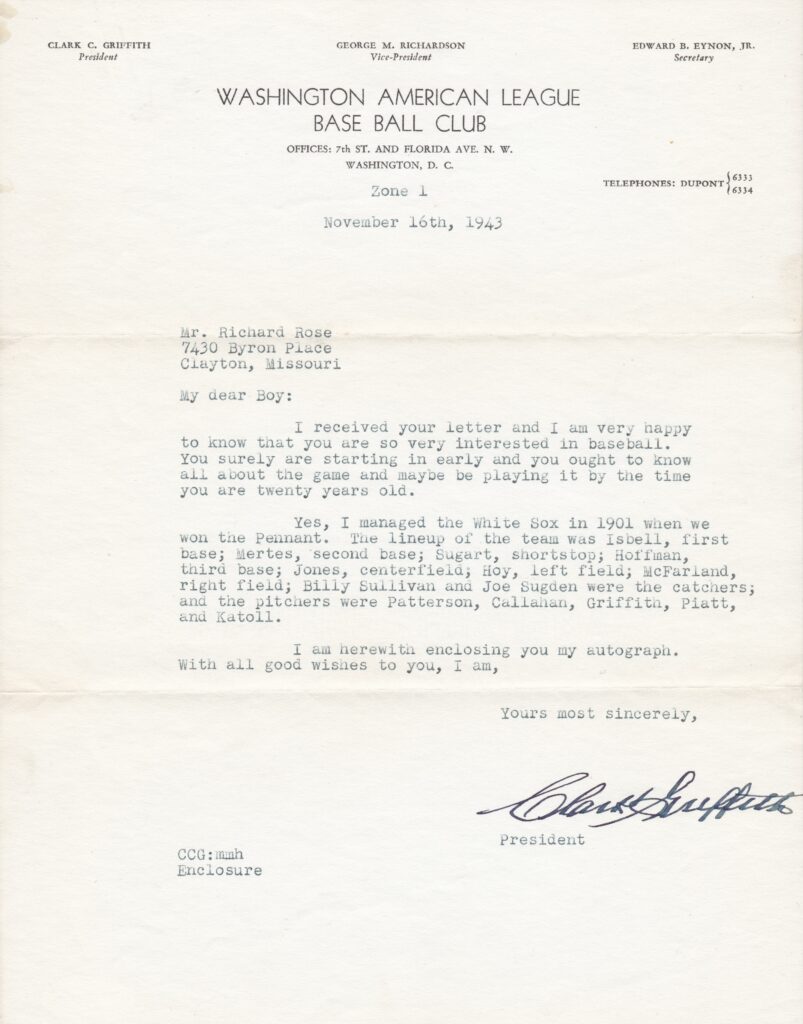 CLARK C. GRIFFITH
President
GEORGE M. RICHARDSON
Vice-President
EDWARD B. EYNON, JR.
Secretary
WASHINGTON AMERICAN LEAGUE
BASE BALL CLUB
OFFICES: 7th ST. AND FLORIDA AVE. N. W.
WASHINGTON, D. C.
TELEPHONES: DUPONT { 6333
6334
Zone 1
November 16th, 1943
Mr. Richard Rose
7430 Byron Place
Clayton, Missouri
My dear Boy:
I received your letter and I am very happy
to know that you are so very interested in baseball.
You surely are starting in early and you ought to know
all about the game and maybe be playing it by the time
you are twenty years old.
Yes, I managed the White Sox in 1901 when we
won the Pennant. The lineup of the team was Isbell, first
base; Mertes, second base; Sugart, shortstop; Hoffman,
third base; Jones, centerfield; Hoy, left field; McFarland,
right field; Billy Sullivan and Joe Sugden were the catchers;
and the pitchers were Patterson, Callahan, Griffith, Piatt,
and Katoll.
I am herewith enclosing you my autograph.
With all good wishes to you, I am,
Yours most sincerely,
Clark Griffith
President
CCG:mmh
Enclosure